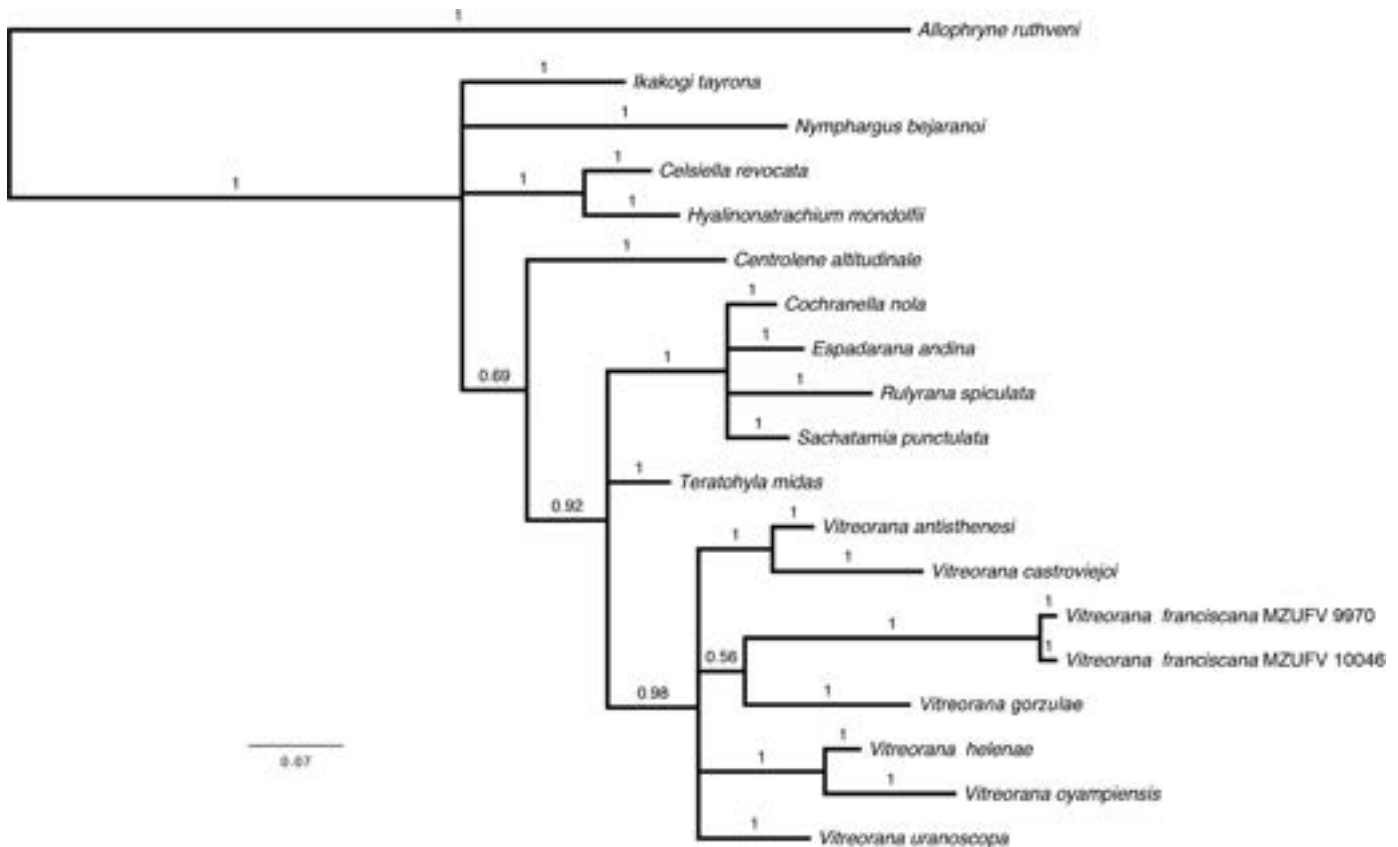 1
Allophryne ruthveni
1
Ikakogi tayrona
1
Nymphargus bejaranoi
1
Celsiella revocata
1
1
1
Hyalinonatrachium mondolfii
1
Centrolene altitudinale
1
Cochranella nola
1
Espadarana andina
1
0.69
1
Rulyrana spiculata
1
Sachatamia punctulata
1
Teratohyla midas
0.92
1
Vitreorana antisthenesi
1
1
Vitreorana castroviejoi
1
Vitreorana franciscana MZUFV 9970
1
1
Vitreorana franciscana MZUFV 10046
0.56
0.98
1
Vitreorana gorzulae
1
Vitreorana helenae
1
0.07
1
Vitreorana oyampiensis
1
Vitreorana uranoscopa